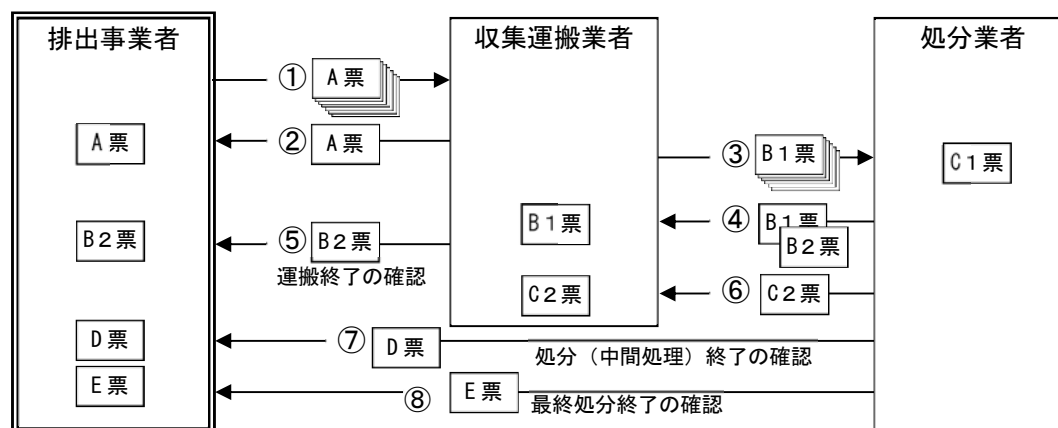 排出事業者
収集運搬業者
処分業者
① A票
A票
② A票
③ B1票
C1票
B2票
⑤ B2票
運搬終了の確認
B1票
④ B1票
B2票
C2票
⑥ C2票
D票
⑦ D票
処分（中間処理）終了の確認
E票
⑧ E票
最終処分終了の確認